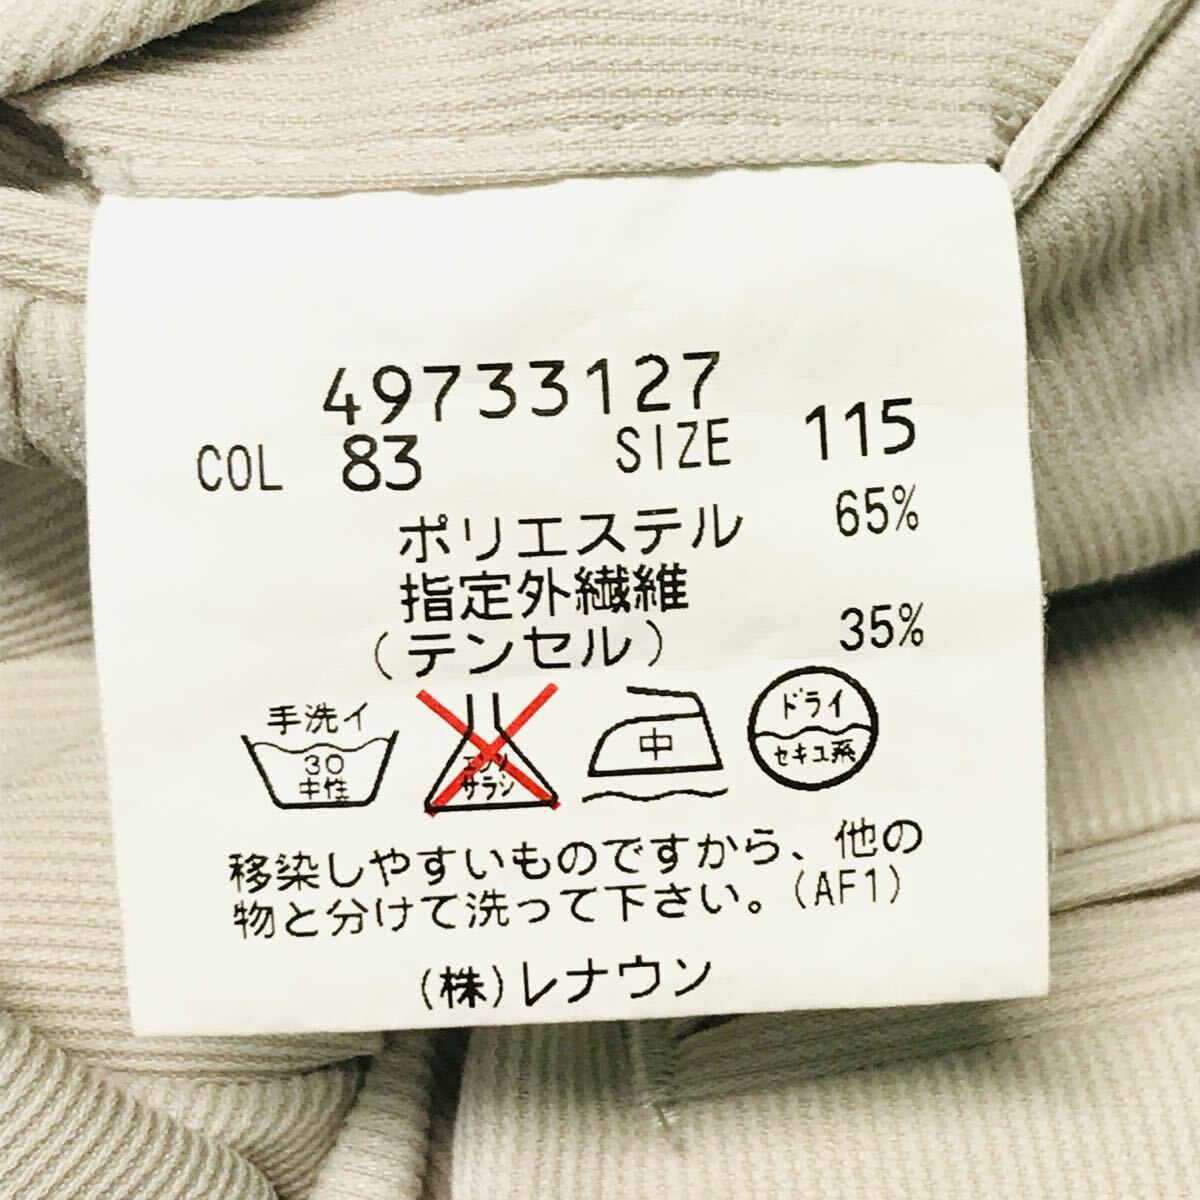 49733127
COL 83 SIZE 115
ポリエステル 65%
指定外繊維
(テンセル) 35%
手洗イ
30
中性
エンソ
サラシ
中
ドライ
セキユ系
移染しやすいものですから、他の
物と分けて洗って下さい。(AF1)
(株)レナウン